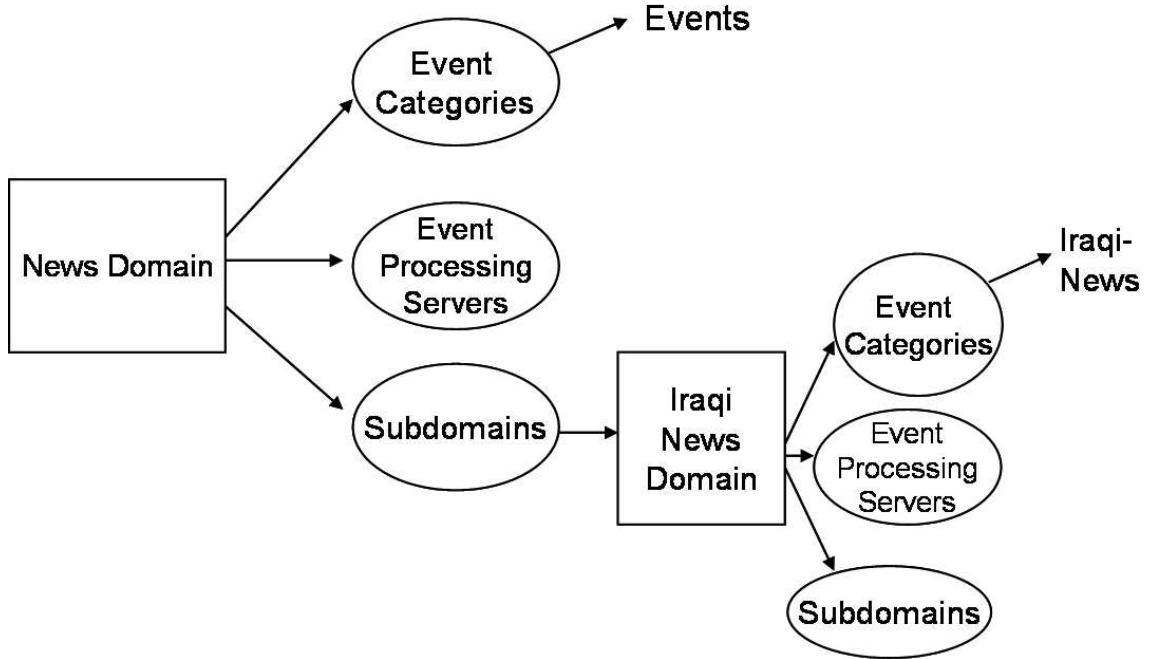 Events
Event
Categories
News Domain
Event
Processing
Servers
Subdomains
Iraqi
News
Domain
Event
Categories
Iraqi-
News
Event
Processing
Servers
Subdomains